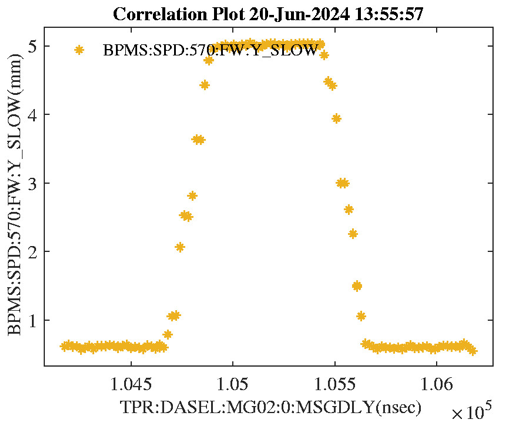 Correlation Plot 20-Jun-2024 13:55:57
BPMS:SPD:570:FW:Y_SLOW
BPMS:SPD:570:FW:Y_SLOW(mm)
5
4
3
2
1
1.045 1.05 1.055 1.06
TPR:DASEL:MG02:0:MSGDLY(nsec)
×10⁵